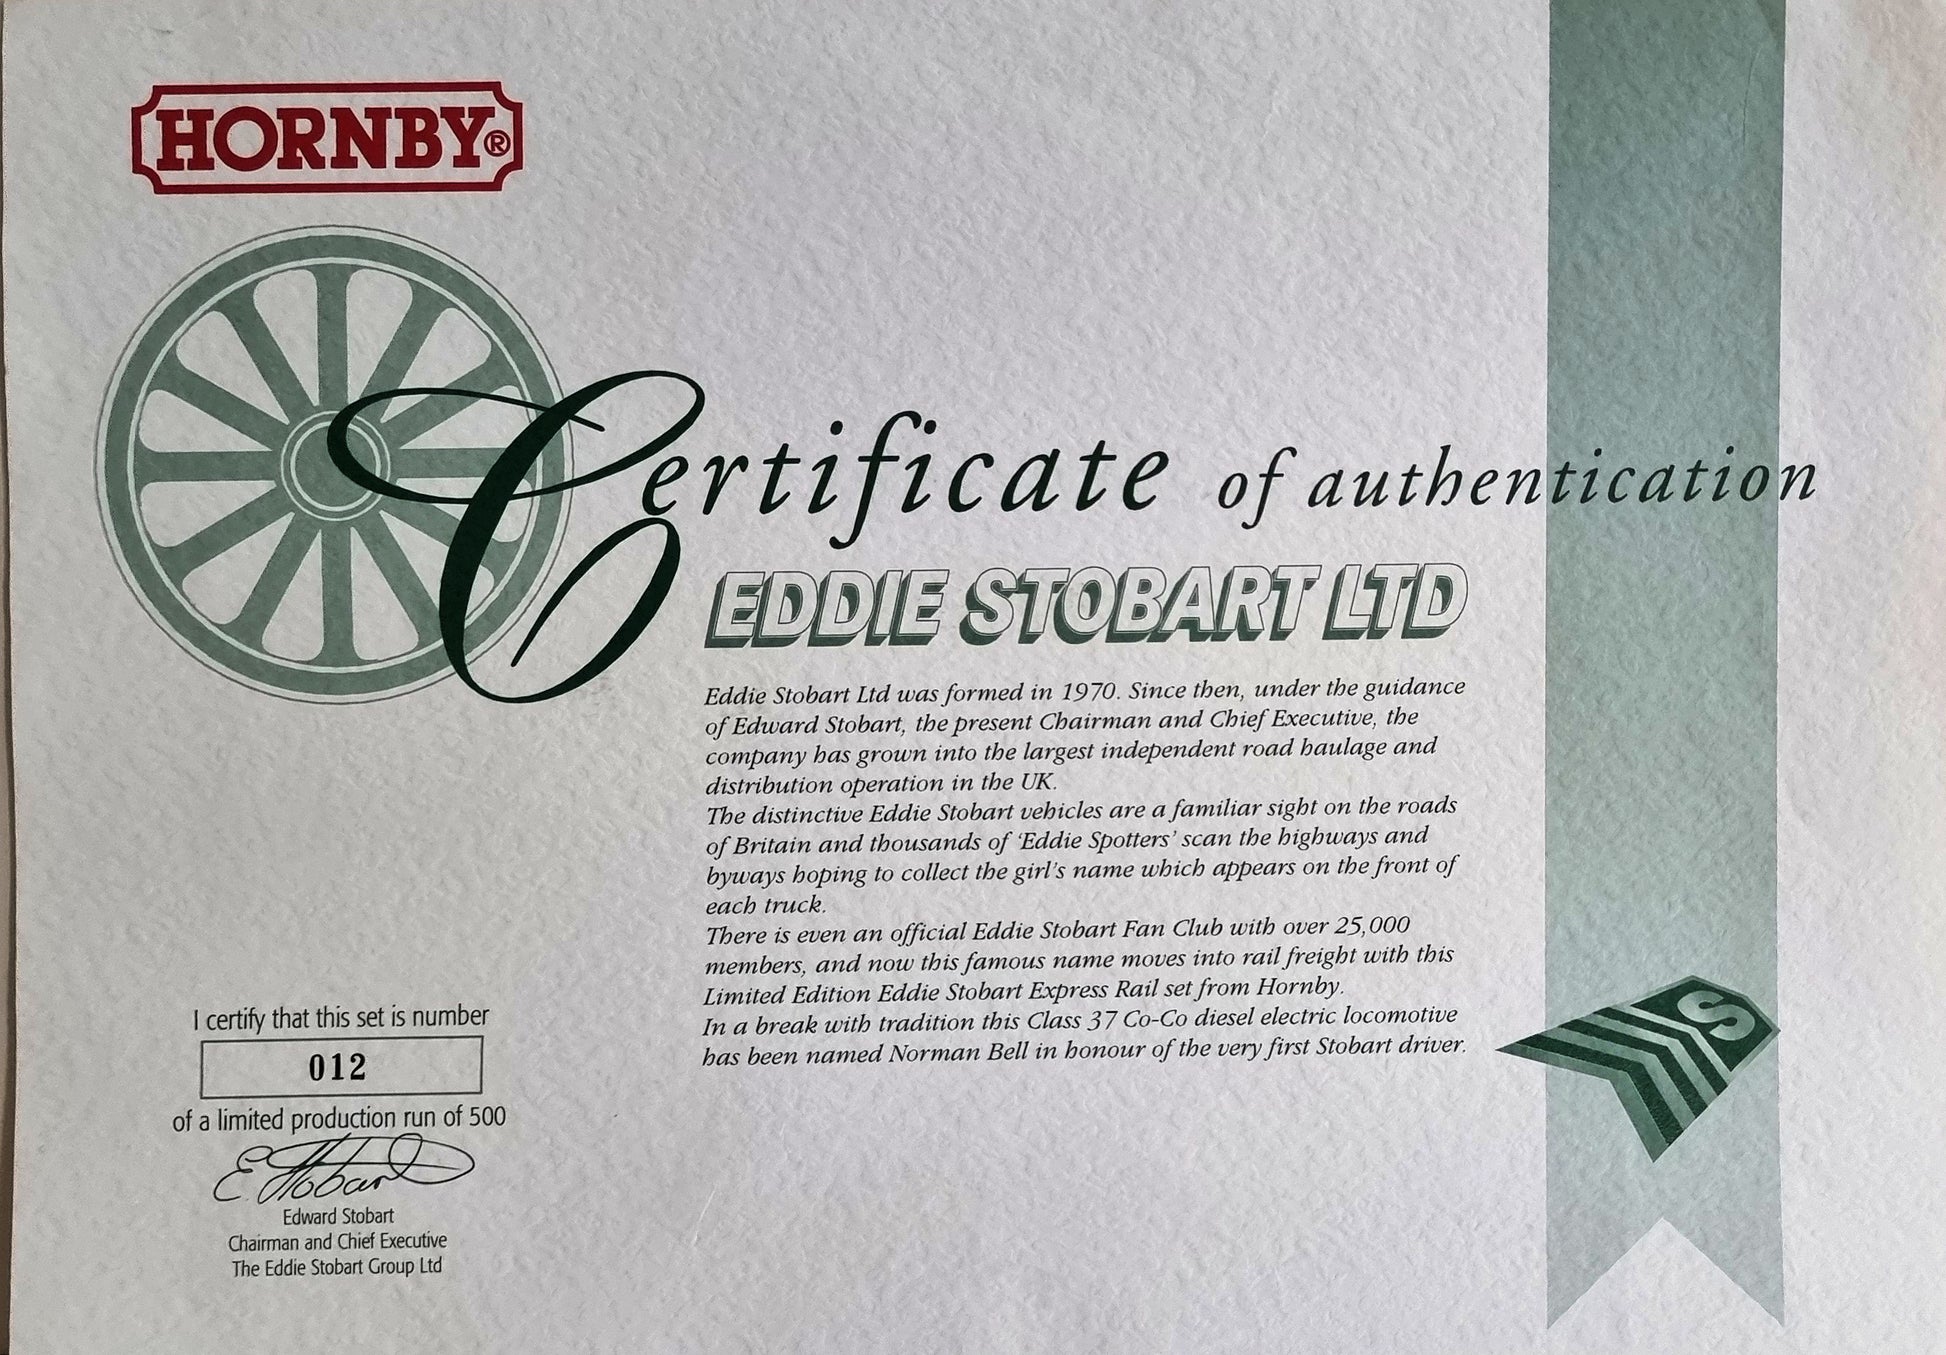 HORNBY®
Certificate of authentication
EDDIE STOBART LTD
Eddie Stobart Ltd was formed in 1970. Since then, under the guidance
of Edward Stobart, the present Chairman and Chief Executive, the
company has grown into the largest independent road haulage and
distribution operation in the UK.
The distinctive Eddie Stobart vehicles are a familiar sight on the roads
of Britain and thousands of ‘Eddie Spotters’ scan the highways and
byways hoping to collect the girl’s name which appears on the front of
each truck.
There is even an official Eddie Stobart Fan Club with over 25,000
members, and now this famous name moves into rail freight with this
Limited Edition Eddie Stobart Express Rail set from Hornby.
In a break with tradition this Class 37 Co-Co diesel electric locomotive
has been named Norman Bell in honour of the very first Stobart driver.
I certify that this set is number
012
of a limited production run of 500
E. Stobart
Edward Stobart
Chairman and Chief Executive
The Eddie Stobart Group Ltd
S